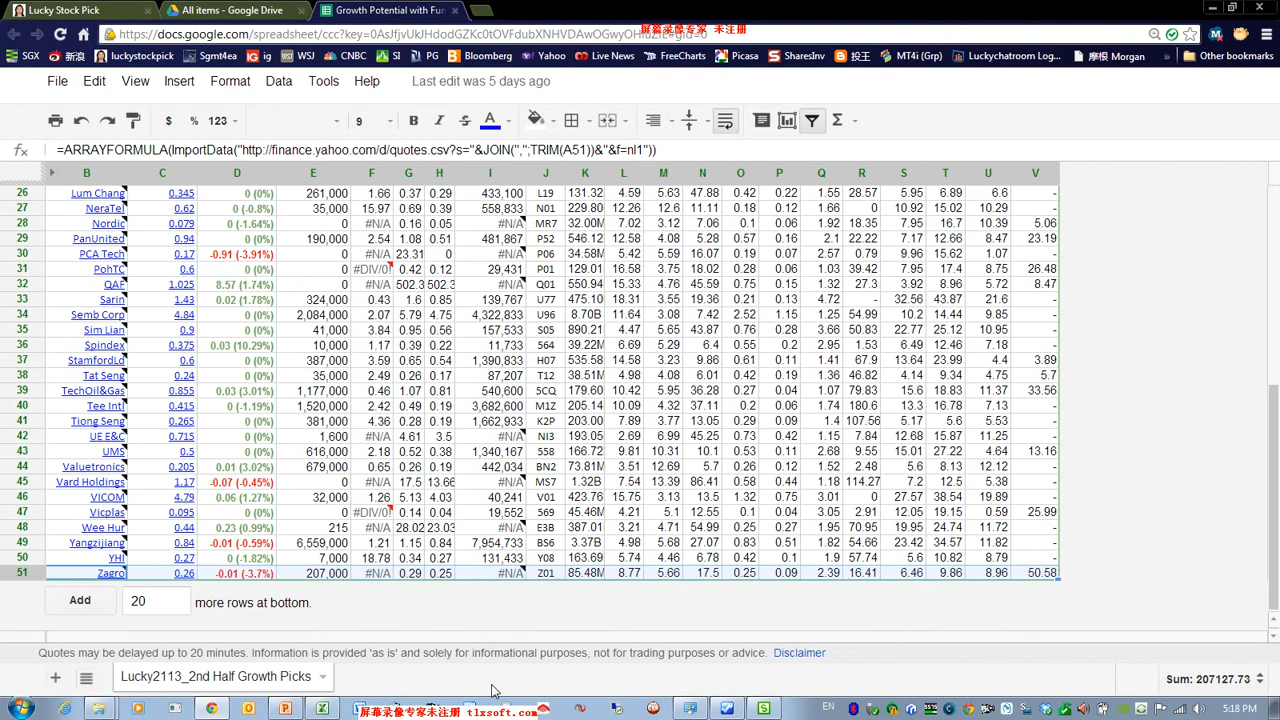 Lucky Stock Pick × All items - Google Drive × Growth Potential with Fun ×
https://docs.google.com/spreadsheet/ccc?key=
屏幕录像专家 未注册
SGX 新浪 luckystckpick Sgmt4ea ig WSJ CNBC SI PG Bloomberg Yahoo Live News FreeCharts Picasa SharesInv 投王 MT4i (Grp) Luckychatroom Log... 摩根 Morgan Other bookmarks
File Edit View Insert Format Data Tools Help Last edit was 5 days ago
$ % 123 9 B I S A Σ
fx =ARRAYFORMULA(ImportData("http://finance.yahoo.com/d/quotes.csv?s="&JOIN(",";TRIM(A51))&"&f=nl1"))
B C D E F G H I J K L M N O P Q R S T U V
26 Lum Chang 0.345 0 (0%) 261,000 1.66 0.37 0.29 433,100 L19 131.32 4.59 5.63 47.88 0.42 0.22 1.55 28.57 5.95 6.89 6.6 -
27 NeraTel 0.62 0 (-0.8%) 35,000 15.97 0.69 0.39 558,833 N01 229.80 12.26 12.6 11.11 0.18 0.12 1.66 0 10.92 15.02 10.29 -
28 Nordic 0.079 0 (-1.64%) 0 #N/A 0.16 0.05 #N/A MR7 32.00M 7.02 3.12 7.06 0.1 0.06 1.92 18.35 7.95 16.7 10.39 5.06
29 PanUnited 0.94 0 (0%) 190,000 2.54 1.08 0.51 481,867 P52 546.12 12.58 4.08 5.28 0.57 0.16 2.1 22.22 7.17 12.66 8.47 23.19
30 PCA Tech 0.17 -0.91 (-3.91%) 0 #N/A 23.31 0 #N/A P06 34.58M 5.42 5.59 16.07 0.19 0.07 2.57 0.79 9.96 15.62 1.07 -
31 PohTC 0.6 0 (0%) 0 #DIV/0! 0.42 0.12 29,431 P01 129.01 16.58 3.75 18.02 0.28 0.06 1.03 39.42 7.58 17.4 8.75 26.48
32 QAF 1.025 8.57 (1.74%) 0 #N/A 502.3 502.3 #N/A Q01 550.94 15.33 4.76 45.59 0.75 0.15 1.32 27.3 3.92 8.96 5.72 8.47
33 Sarin 1.43 0.02 (1.78%) 324,000 0.43 1.6 0.85 139,767 U77 475.10 18.31 3.55 19.36 0.21 0.13 4.72 - 32.56 43.87 21.6 -
34 Semb Corp 4.84 0 (0%) 2,084,000 2.07 5.79 4.75 4,322,833 U96 8.70B 11.64 3.08 7.42 2.52 1.15 1.25 54.99 10.2 14.44 9.85 -
35 Sim Lian 0.9 0 (0%) 41,000 3.84 0.95 0.56 157,533 S05 890.21 4.47 5.65 43.87 0.76 0.28 3.66 50.83 22.77 25.12 10.95 -
36 Spindex 0.375 0.03 (10.29%) 10,000 1.17 0.39 0.22 11,733 564 39.22M 6.69 5.29 6.4 0.55 0.2 2.95 1.53 6.49 12.46 7.18 -
37 StamfordLd 0.6 0 (0%) 387,000 3.59 0.65 0.54 1,390,833 H07 535.58 14.58 3.23 9.86 0.61 0.11 1.41 67.9 13.64 23.99 4.4 3.89
38 Tat Seng 0.24 0 (0%) 35,000 2.49 0.26 0.17 87,207 T12 38.51M 4.98 6.01 0.42 0.19 1.36 46.82 4.14 9.34 4.75 5.7
39 TechOil&Gas 0.855 0.03 (3.01%) 1,177,000 0.46 1.07 0.81 540,600 5CQ 179.60 10.42 5.95 36.28 0.27 0.04 1.07 79.83 15.6 18.83 11.37 33.56
40 Tee Intl 0.415 0 (-1.19%) 1,520,000 2.42 0.49 0.31 3,682,600 M1Z 205.14 10.09 4.32 37.11 0.2 0.06 1.74 180.6 13.3 16.78 7.13 -
41 Tiong Seng 0.265 0 (0%) 381,000 4.36 0.28 0.22 1,662,933 K2P 203.00 7.89 3.77 13.05 0.29 0.09 1.4 107.56 5.17 5.6 5.53 -
42 UE E&C 0.715 0 (0%) 1,600 #N/A 4.61 3.5 #N/A NI3 193.05 2.69 6.99 45.25 0.73 0.42 1.15 7.84 12.68 15.87 11.25 -
43 UMS 0.5 0 (0%) 616,000 2.18 0.52 0.38 1,340,167 558 166.72 9.81 10.31 10.1 0.53 0.11 2.68 9.55 15.01 27.22 4.64 13.16
44 Valuetronics 0.205 0.01 (3.02%) 679,000 0.65 0.26 0.19 442,034 BN2 73.81M 3.51 12.69 5.7 0.26 0.12 1.52 2.48 5.6 8.13 12.12 -
45 Vard Holdings 1.17 -0.07 (-0.45%) 0 #N/A 17.5 13.66 #N/A MS7 1.32B 7.54 13.39 86.41 0.58 0.44 1.18 114.27 7.2 12.5 5.38 -
46 VICOM 4.79 0.06 (1.27%) 32,000 1.26 5.13 4.03 40,241 V01 423.76 15.75 3.13 13.5 1.32 0.75 3.01 0 27.57 38.54 19.89 -
47 Vicplas 0.095 0 (0%) 0 #DIV/0! 0.14 0.04 19,552 569 45.46M 4.21 5.1 12.55 0.1 0.04 3.05 2.91 12.05 19.15 0.59 25.99
48 Wee Hur 0.44 0.23 (0.99%) 215 #N/A 28.02 23.03 #N/A E3B 387.01 3.21 4.71 54.99 0.25 0.27 1.95 70.95 19.95 24.74 11.72 -
49 Yangzijiang 0.84 -0.01 (-0.59%) 6,559,000 1.21 1.15 0.84 7,954,733 BS6 3.37B 4.98 5.68 27.07 0.83 0.51 1.82 54.66 23.42 34.57 11.82 -
50 YHI 0.27 0 (-1.82%) 7,000 18.78 0.34 0.27 131,433 Y08 163.69 5.74 4.46 6.78 0.42 0.1 1.9 57.74 5.6 10.82 8.79 -
51 Zagro 0.26 -0.01 (-3.7%) 207,000 #N/A 0.29 0.25 #N/A Z01 85.48M 8.77 5.66 17.5 0.25 0.09 2.39 16.41 6.46 9.86 8.96 50.58
Add 20 more rows at bottom.
Quotes may be delayed up to 20 minutes. Information is provided 'as is' and solely for informational purposes, not for trading purposes or advice. Disclaimer
Lucky2113_2nd Half Growth Picks Sum: 207127.73
屏幕录像专家未注册 tlxsoft.com
EN 5:18 PM